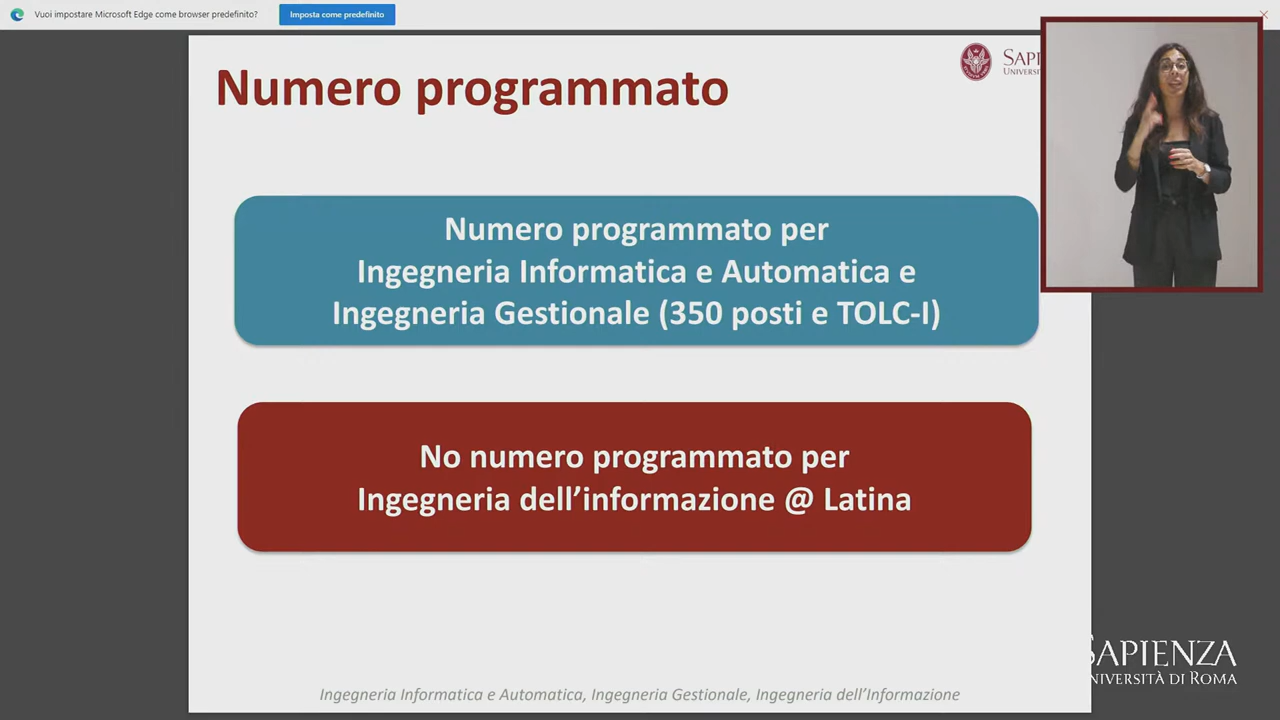 Vuoi impostare Microsoft Edge come browser predefinito?
Imposta come predefinito
Numero programmato
Numero programmato per
Ingegneria Informatica e Automatica e
Ingegneria Gestionale (350 posti e TOLC-I)
No numero programmato per
Ingegneria dell’informazione @ Latina
Ingegneria Informatica e Automatica, Ingegneria Gestionale, Ingegneria dell’Informazione
SAPIENZA
UNIVERSITÀ DI ROMA